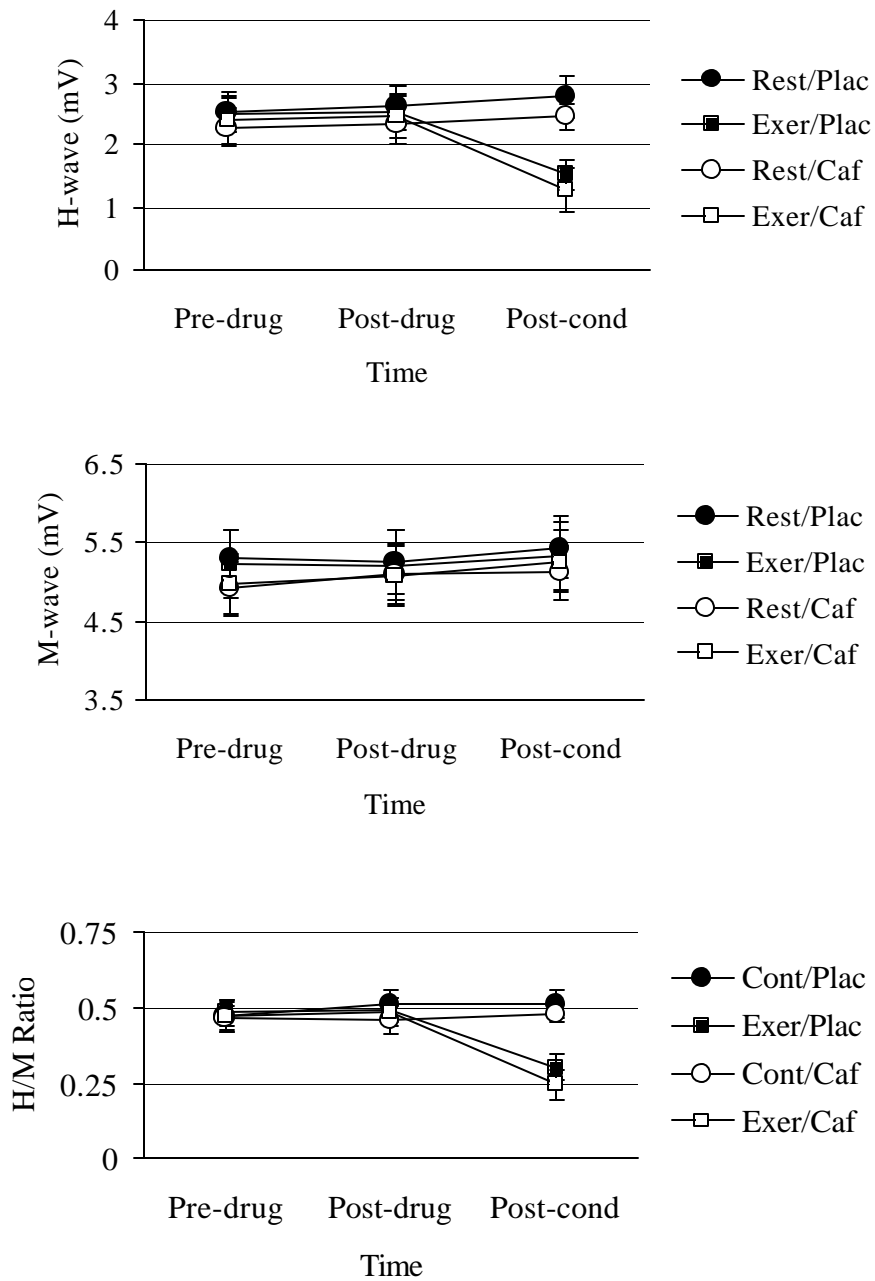 4
3
2
1
0
H-wave (mV)
Pre-drug Post-drug Post-cond
Time
Rest/Plac
Exer/Plac
Rest/Caf
Exer/Caf
6.5
5.5
4.5
3.5
M-wave (mV)
Pre-drug Post-drug Post-cond
Time
Rest/Plac
Exer/Plac
Rest/Caf
Exer/Caf
0.75
0.5
0.25
0
H/M Ratio
Pre-drug Post-drug Post-cond
Time
Cont/Plac
Exer/Plac
Cont/Caf
Exer/Caf